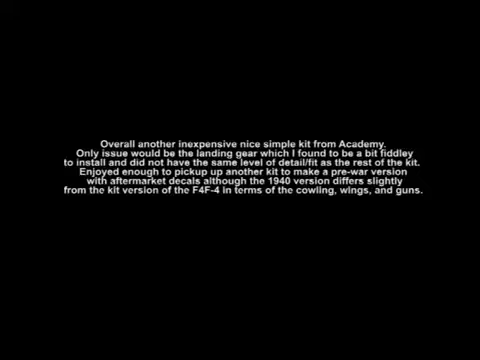 Overall another inexpensive nice simple kit from Academy.
Only issue would be the landing gear which I found to be a bit fiddley
to install and did not have the same level of detail/fit as the rest of the kit.
Enjoyed enough to pickup up another kit to make a pre-war version
with aftermarket decals although the 1940 version differs slightly
from the kit version of the F4F-4 in terms of the cowling, wings, and guns.